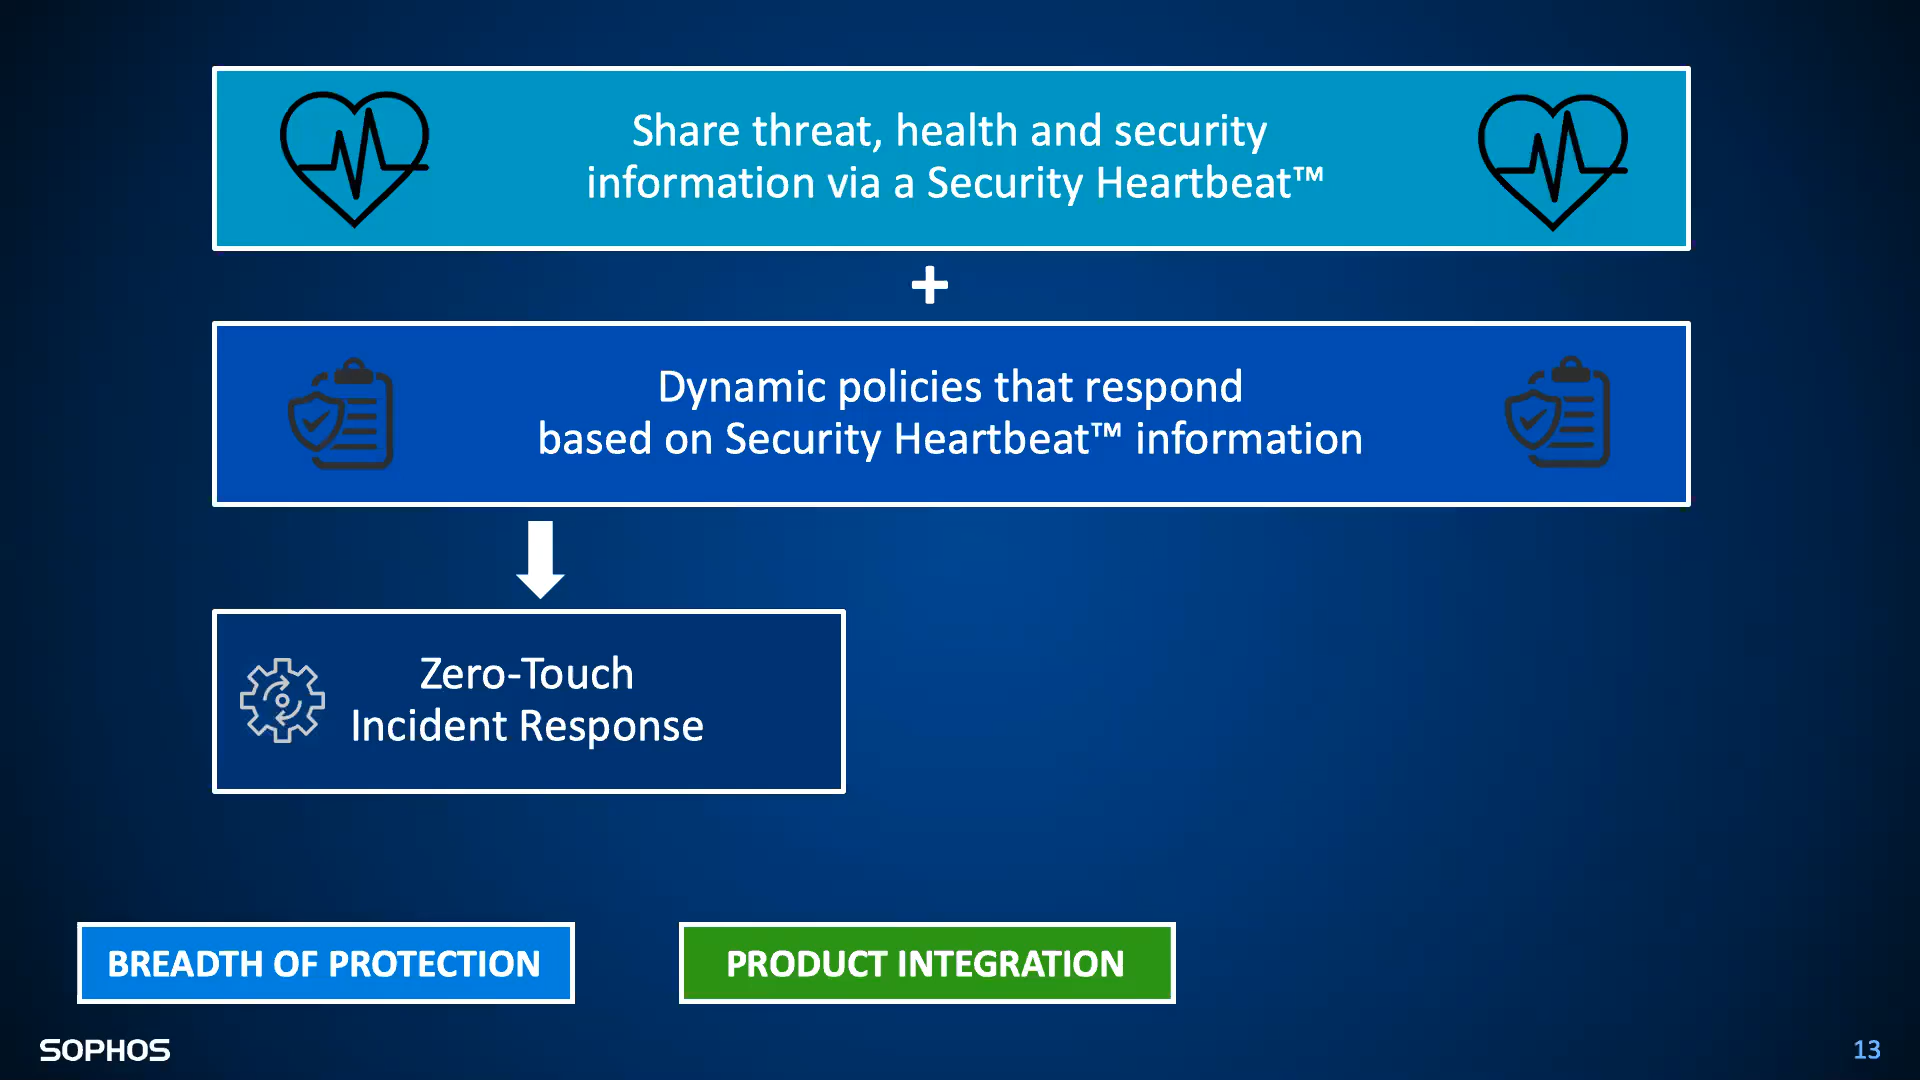 Share threat, health and security
information via a Security Heartbeat™
+
Dynamic policies that respond
based on Security Heartbeat™ information
Zero-Touch
Incident Response
BREADTH OF PROTECTION
PRODUCT INTEGRATION
SOPHOS
13